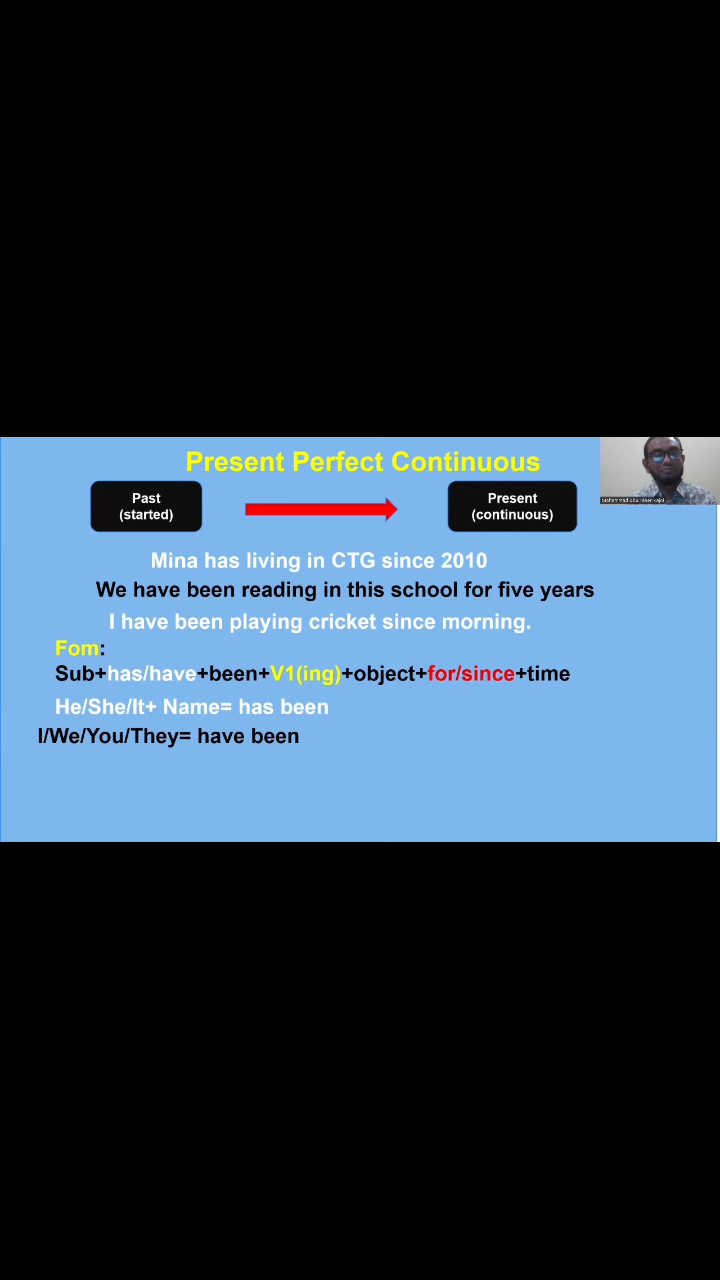 Present Perfect Continuous
Past
(started)
Present
(continuous)
Mina has living in CTG since 2010
We have been reading in this school for five years
I have been playing cricket since morning.
Fom:
Sub+has/have+been+V1(ing)+object+for/since+time
He/She/It+ Name= has been
I/We/You/They= have been
Mohammad